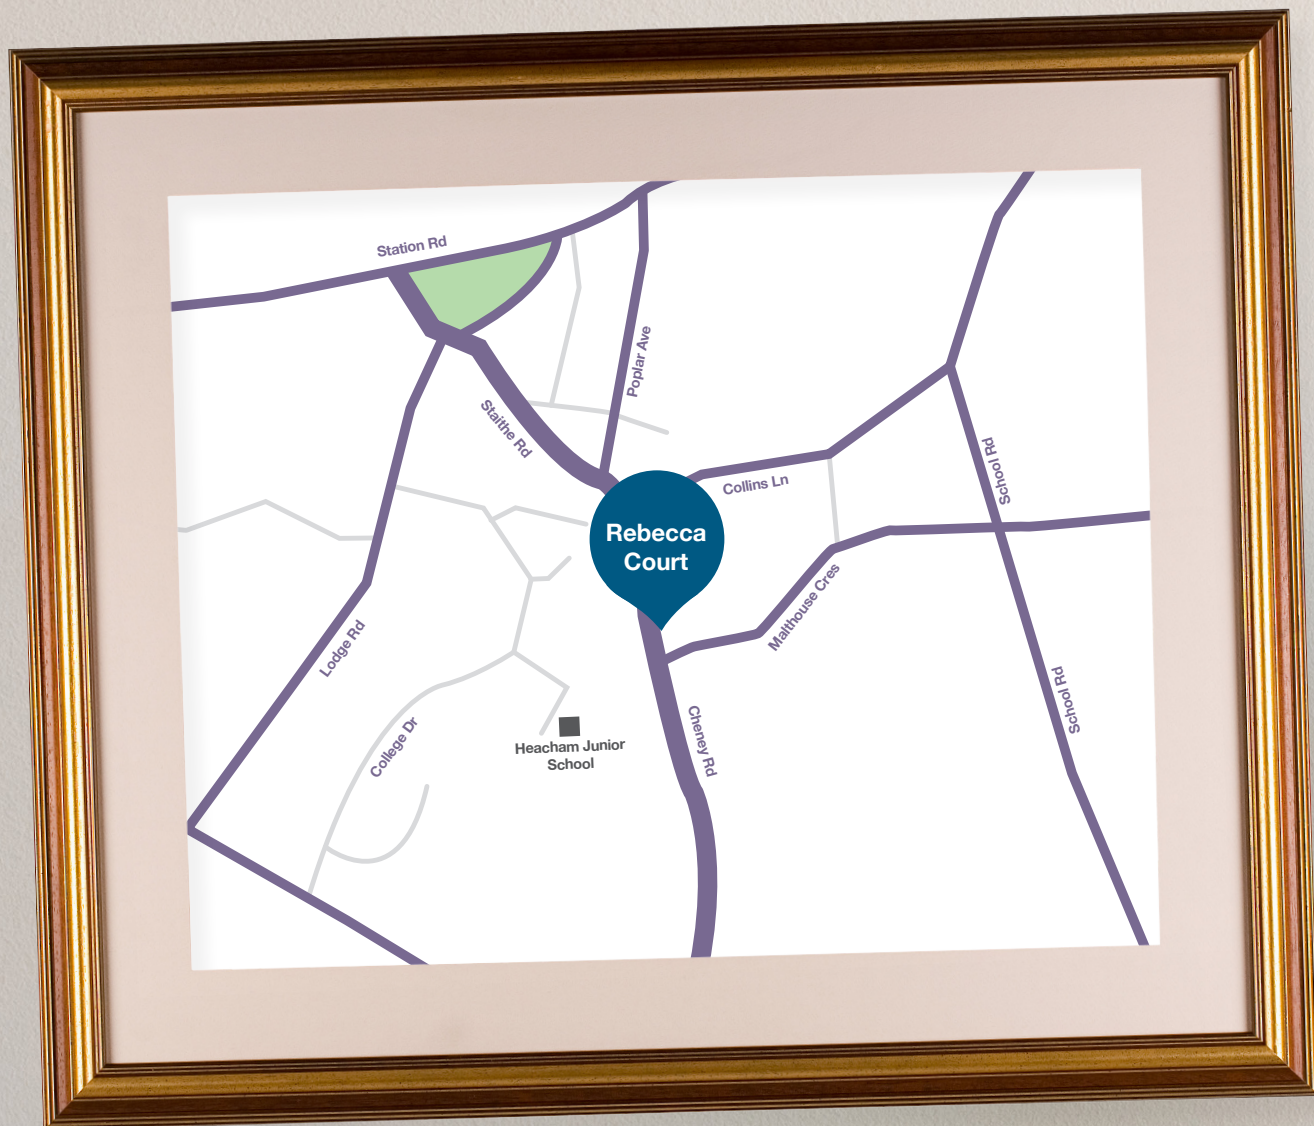 Station Rd
Poplar Ave
Staithe Rd
School Rd
Collins Ln
Rebecca
Court
Malthouse Cres
Lodge Rd
School Rd
Cheney Rd
College Dr
Heacham Junior
School